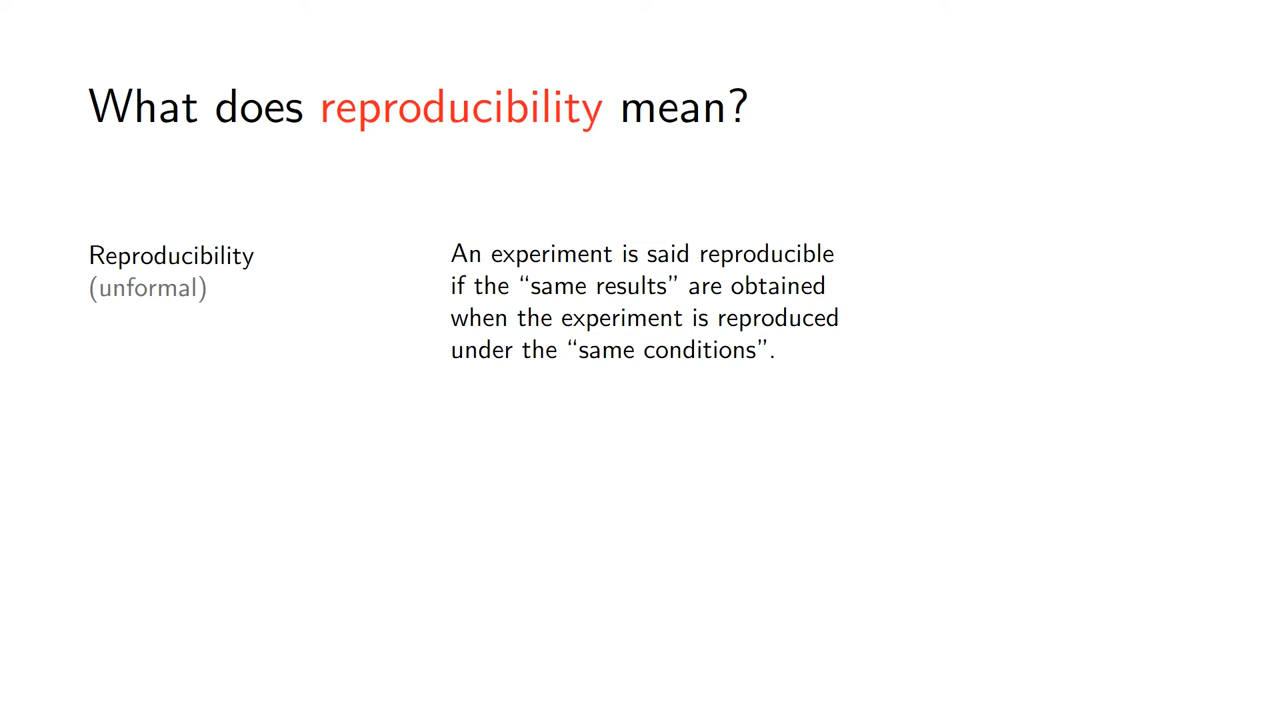 What does reproducibility mean?
Reproducibility
(unformal)
An experiment is said reproducible
if the “same results” are obtained
when the experiment is reproduced
under the “same conditions”.